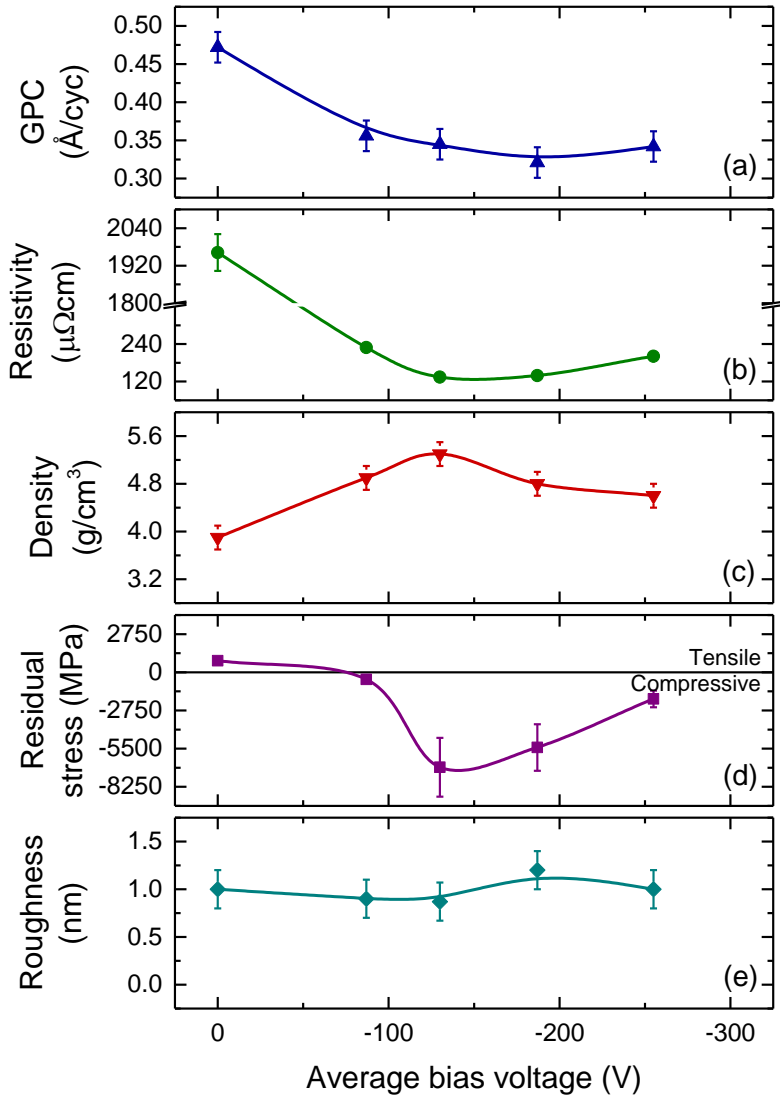 0.50
0.45
0.40
0.35
0.30
GPC
(Å/cyc)
(a)
2040
1920
1800
240
120
Resistivity
(μΩcm)
(b)
5.6
4.8
4.0
3.2
Density
(g/cm³)
(c)
2750
0
-2750
-5500
-8250
Residual
stress (MPa)
Tensile
Compressive
(d)
1.5
1.0
0.5
0.0
Roughness
(nm)
(e)
0 -100 -200 -300
Average bias voltage (V)